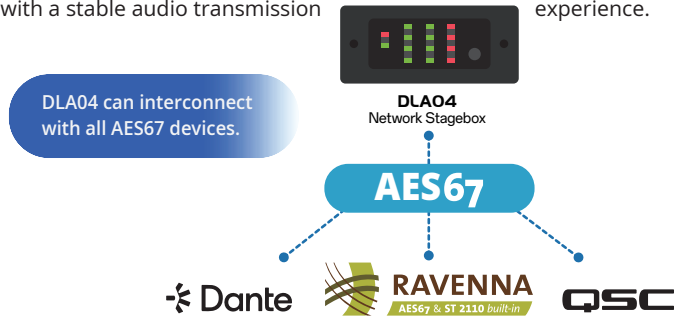 with a stable audio transmission experience.
DLA04 can interconnect
with all AES67 devices.
DLA04
Network Stagebox
AES67
Dante
RAVENNA
AES67 & ST 2110 built-in
QSC